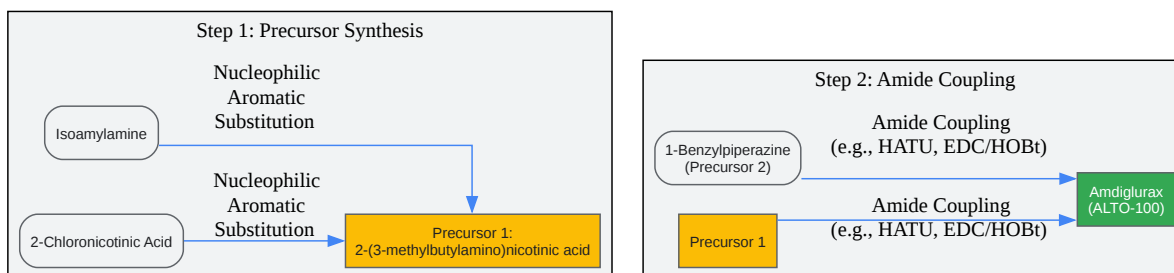 Step 1: Precursor Synthesis
Nucleophilic
Aromatic
Substitution
Isoamylamine
Nucleophilic
Aromatic
Substitution
2-Chloronicotinic Acid
Precursor 1:
2-(3-methylbutylamino)nicotinic acid
Step 2: Amide Coupling
Amide Coupling
(e.g., HATU, EDC/HOBt)
1-Benzylpiperazine
(Precursor 2)
Amide Coupling
(e.g., HATU, EDC/HOBt)
Precursor 1
Amdiglurax
(ALTO-100)